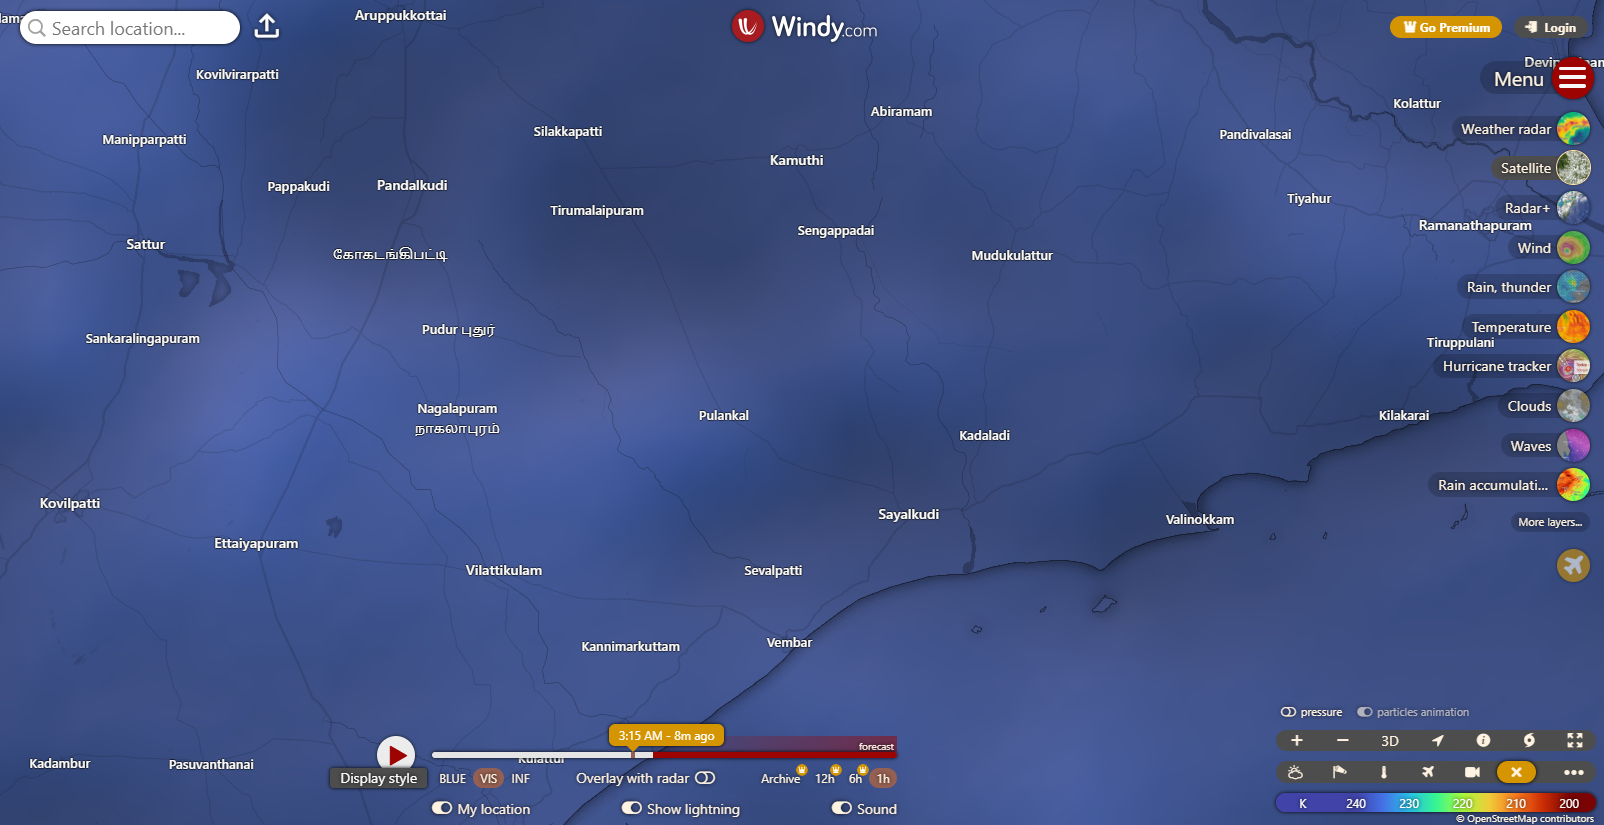 Search location...
Windy.com
Go Premium
Login
Menu
Weather radar
Satellite
Radar+
Wind
Rain, thunder
Temperature
Hurricane tracker
Clouds
Waves
Rain accumulati...
More layers...
Aruppukkottai
Kovilvirarpatti
Manipparpatti
Silakkapatti
Abiramam
Kolattur
Pandivalasai
Kamuthi
Pappakudi
Pandalkudi
Tirumalaipuram
Tiyahur
Sengappadai
Ramanathapuram
Sattur
கோகடங்கிபட்டி
Mudukulattur
Pudur புதுர்
Sankaralingapuram
Tiruppulani
Nagalapuram
நாகலாபுரம்
Pulankal
Kadaladi
Kilakarai
Kovilpatti
Sayalkudi
Valinokkam
Ettaiyapuram
Vilattikulam
Sevalpatti
Kannimarkuttam
Vembar
Kadambur
Pasuvanthanai
Kulattur
3:15 AM - 8m ago
forecast
Display style
BLUE VIS INF
Overlay with radar
Archive 12h 6h 1h
My location
Show lightning
Sound
pressure
particles animation
3D
K 240 230 220 210 200
© OpenStreetMap contributors